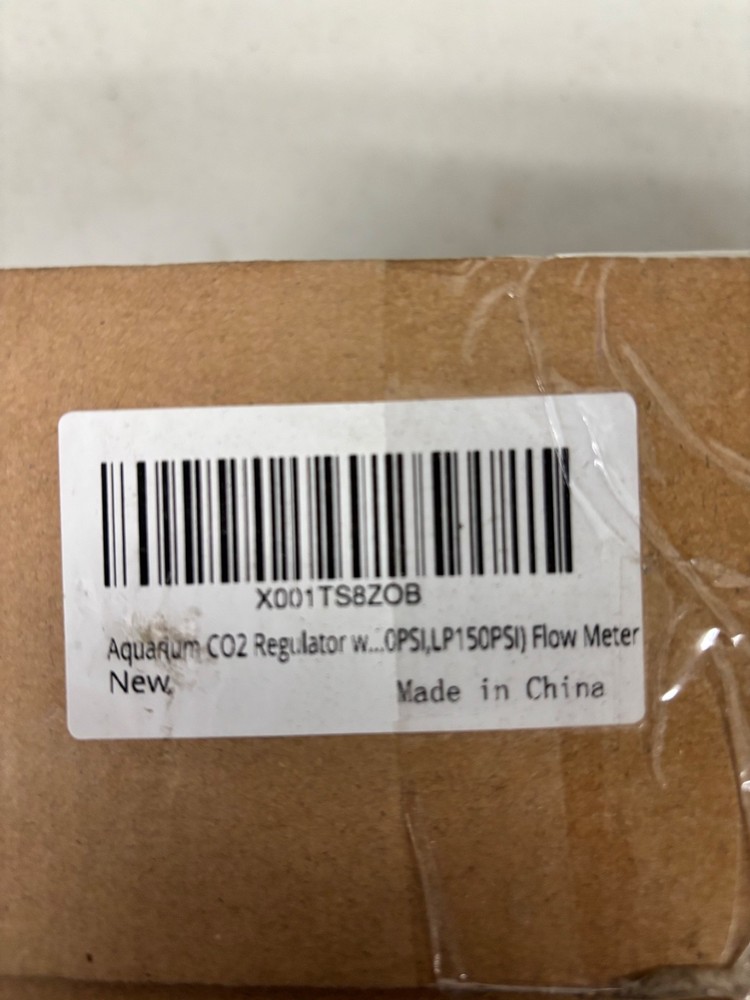 X001TS8ZOB
Aquarium CO2 Regulator w...0PSI,LP150PSI) Flow Meter
New
Made in China